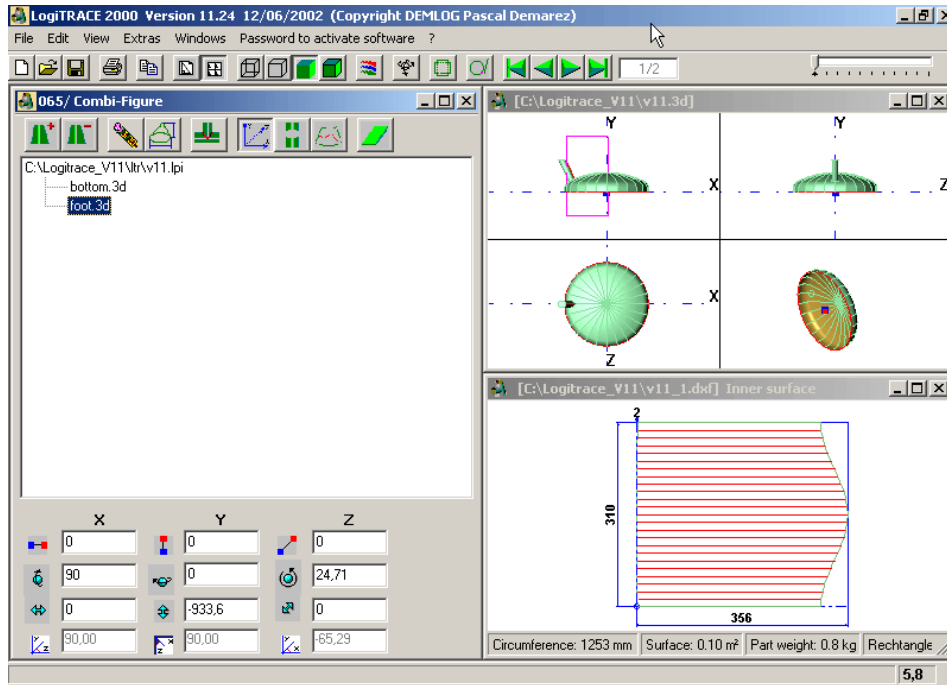 LogiTRACE 2000 Version 11.24 12/06/2002 (Copyright DEMLOG Pascal Demarez)
File Edit View Extras Windows Password to activate software ?
1/2
065/ Combi-Figure
C:\Logitrace_V11\ltr\v11.lpi
bottom.3d
foot.3d
X Y Z
0 0 0
90 0 24,71
0 -933,6 0
90,00 90,00 -65,29
[C:\Logitrace_V11\v11.3d]
Y Y
X Z
X
Z
[C:\Logitrace_V11\v11_1.dxf] Inner surface
2
310
356
Circumference: 1253 mm Surface: 0.10 m² Part weight: 0.8 kg Rechtangle
5,8